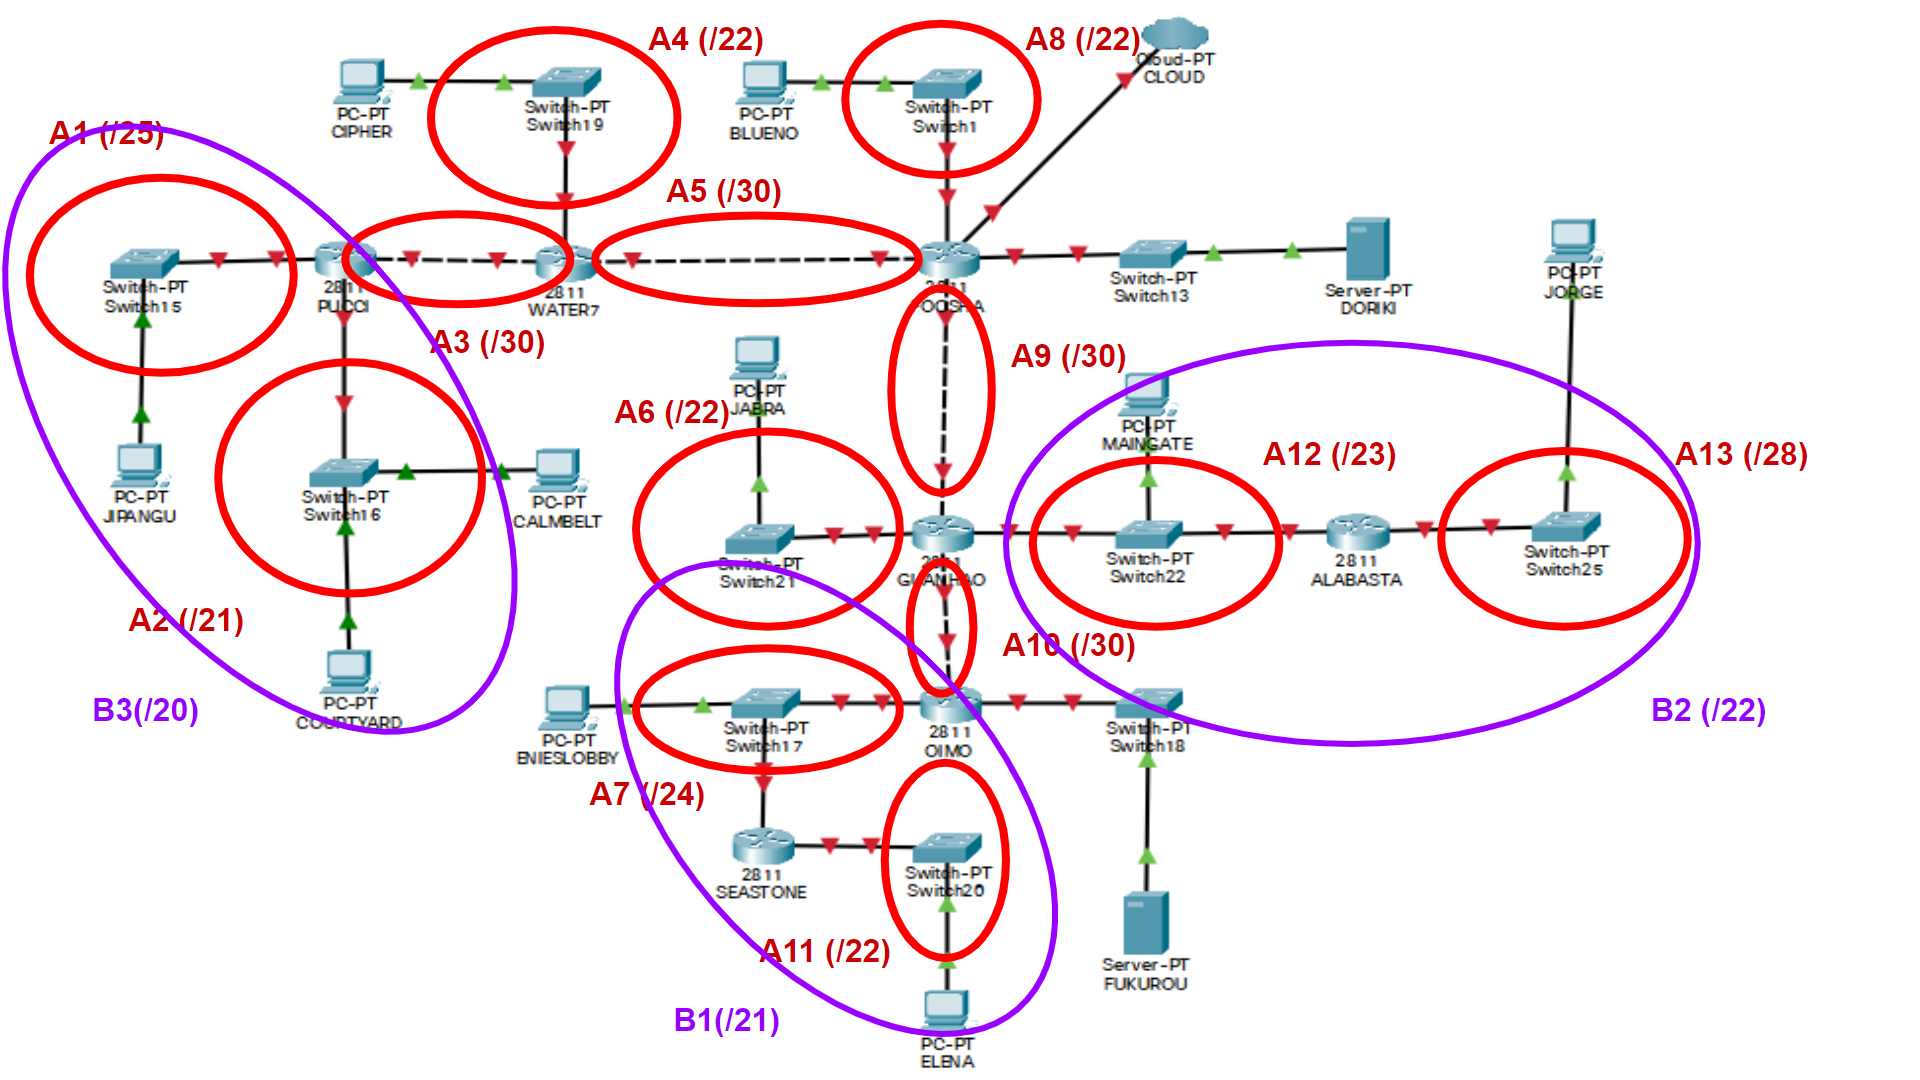 A4 (/22)
A8 (/22)
Cloud-PT
CLOUD
PC-PT
CIPHER
Switch-PT
Switch19
PC-PT
BLUENO
Switch-PT
Switch1
A1 (/25)
A5 (/30)
Switch-PT
Switch15
2811
PUCCI
2811
WATER7
2811
FOOSHA
Switch-PT
Switch13
Server-PT
DORIKI
PC-PT
JORGE
A3 (/30)
A9 (/30)
PC-PT
JABRA
A6 (/22)
PC-PT
MAINGATE
A12 (/23)
A13 (/28)
PC-PT
JIPANGU
Switch-PT
Switch16
PC-PT
CALMBELT
Switch-PT
Switch21
2811
GUANHAO
Switch-PT
Switch22
2811
ALABASTA
Switch-PT
Switch25
A2 (/21)
A10 (/30)
B3(/20)
PC-PT
COURTYARD
B2 (/22)
PC-PT
ENIESLOBBY
Switch-PT
Switch17
2811
OIMO
Switch-PT
Switch18
A7 (/24)
2811
SEASTONE
Switch-PT
Switch20
A11 (/22)
Server-PT
FUKUROU
B1(/21)
PC-PT
ELENA